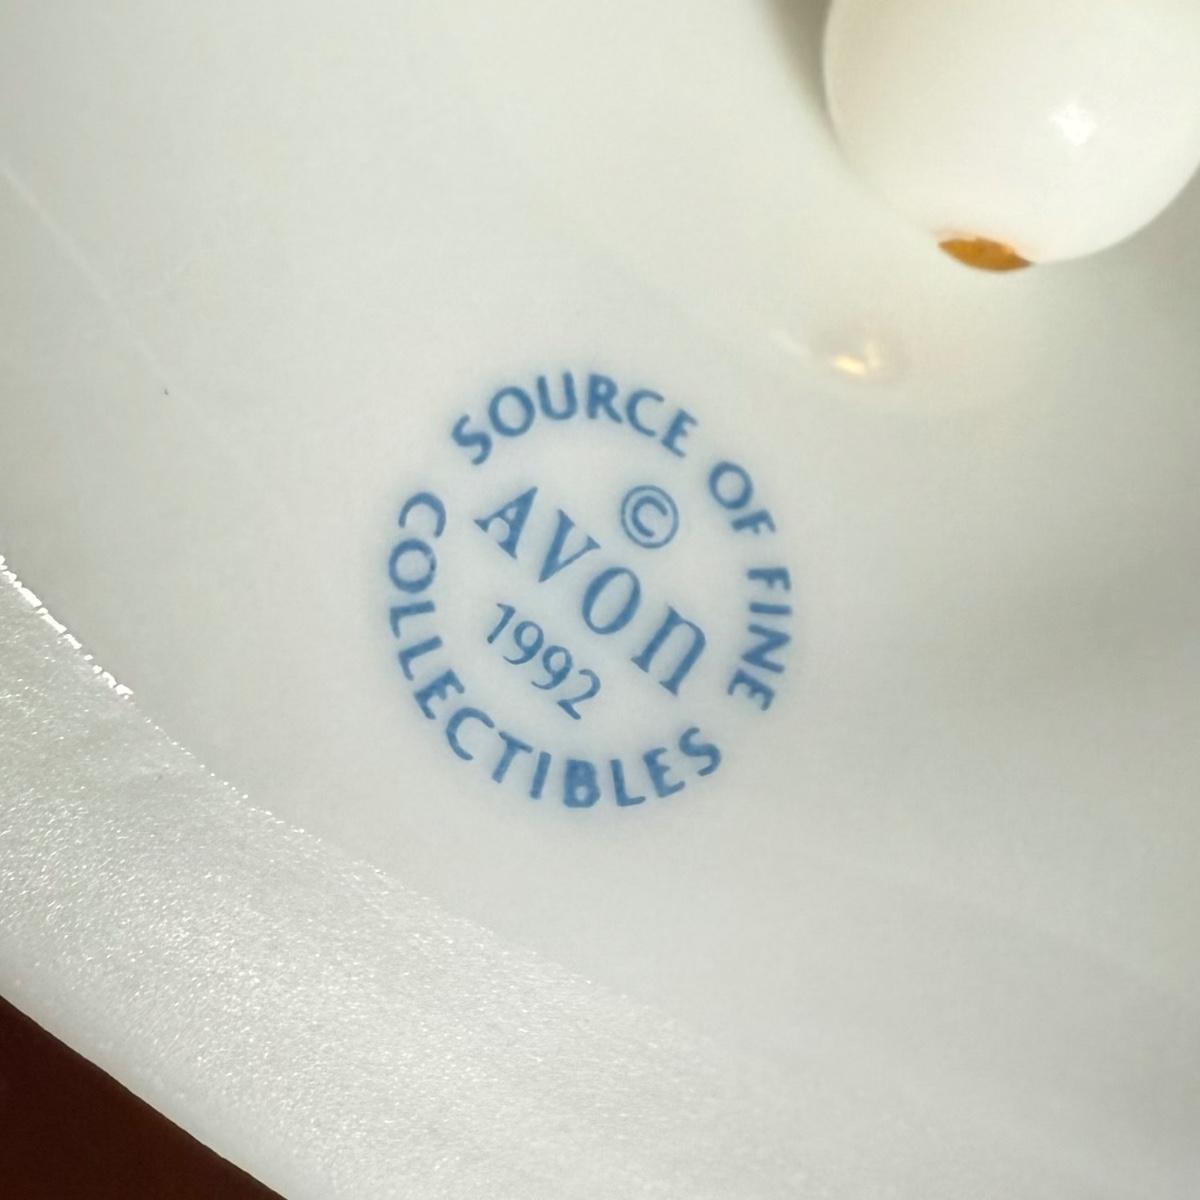 SOURCE OF FINE
COLLECTIBLES
©
AVON
1992